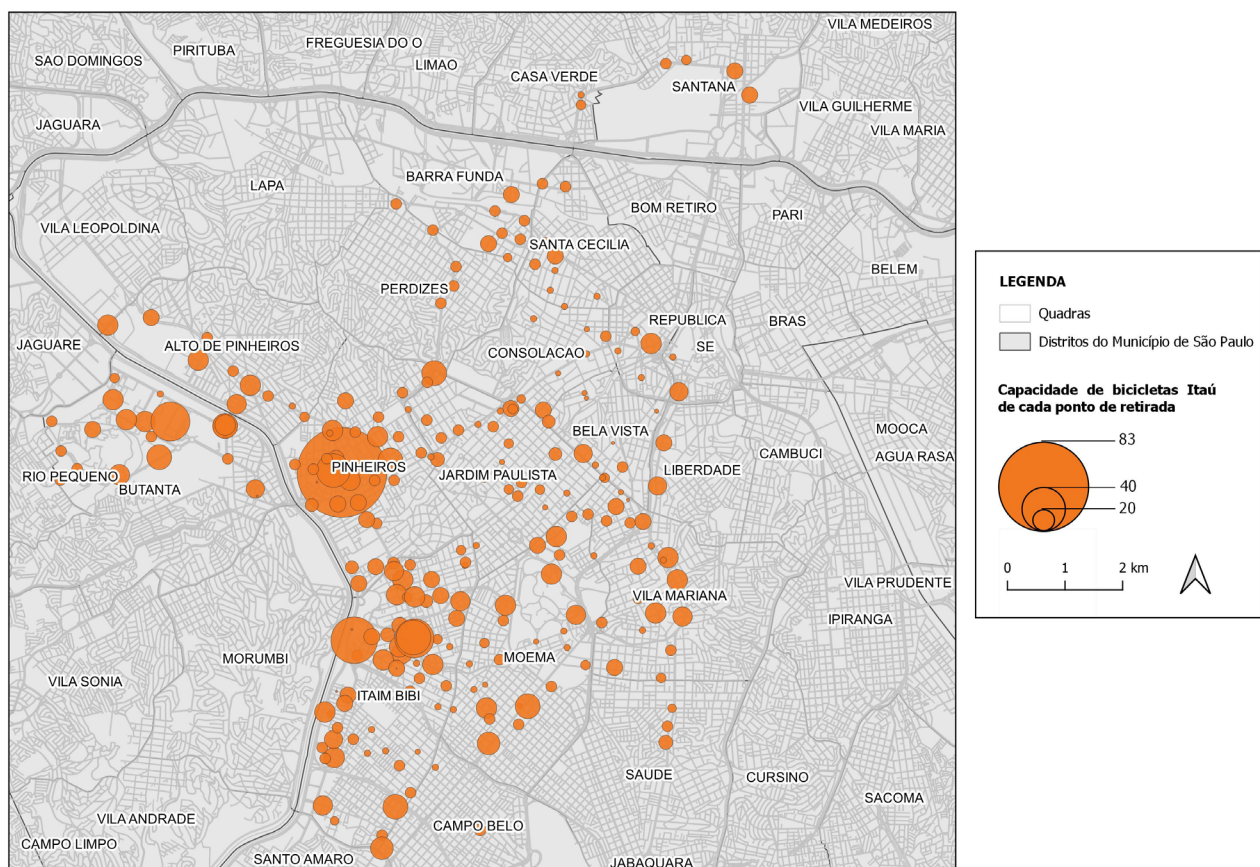 VILA MEDEIROS
FREGUESIA DO O
PIRITUBA
SAO DOMINGOS
LIMAO
CASA VERDE
SANTANA
VILA GUILHERME
JAGUARA
VILA MARIA
BARRA FUNDA
LAPA
BOM RETIRO
PARI
VILA LEOPOLDINA
SANTA CECILIA
BELEM
PERDIZES
REPUBLICA
BRAS
JAGUARE
ALTO DE PINHEIROS
SE
CONSOLACAO
BELA VISTA
MOOCA
CAMBUCI
AGUA RASA
PINHEIROS
LIBERDADE
RIO PEQUENO
JARDIM PAULISTA
BUTANTA
VILA PRUDENTE
VILA MARIANA
IPIRANGA
MORUMBI
MOEMA
VILA SONIA
ITAIM BIBI
SAUDE
CURSINO
SACOMA
VILA ANDRADE
CAMPO BELO
CAMPO LIMPO
SANTO AMARO
JABAQUARA
LEGENDA
Quadras
Distritos do Município de São Paulo
Capacidade de bicicletas Itaú
de cada ponto de retirada
83
40
20
0 1 2 km